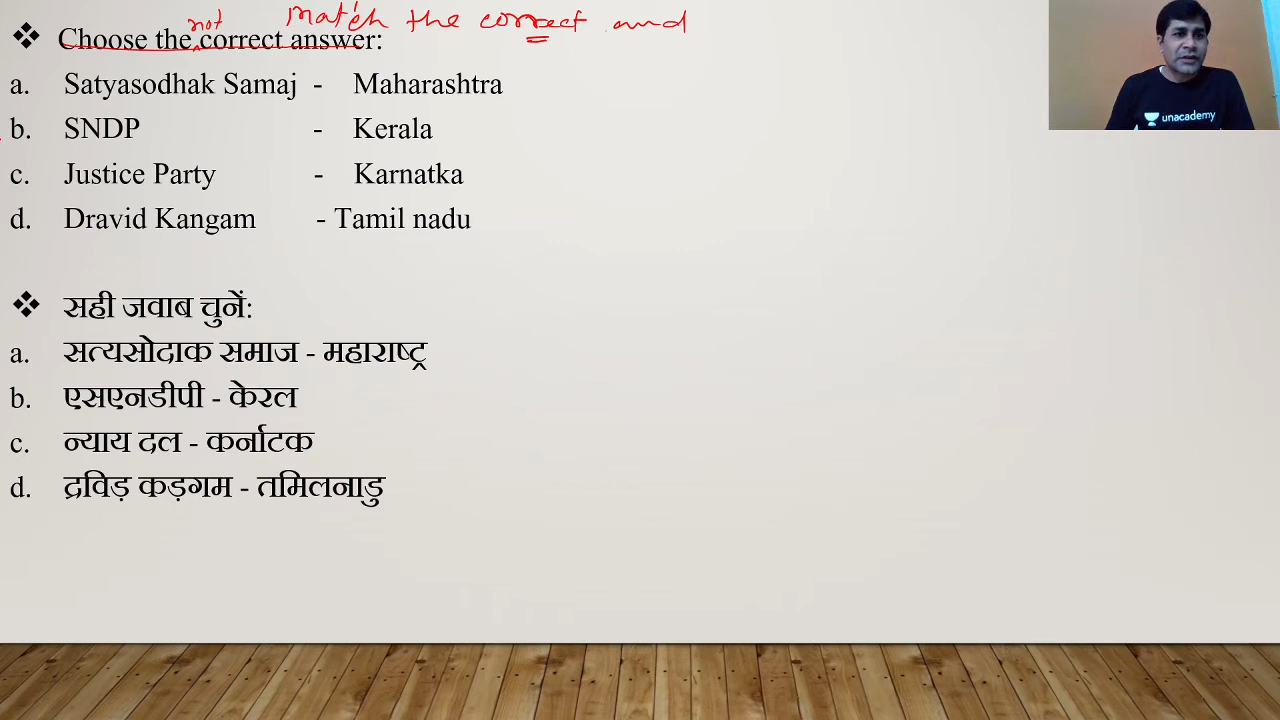 not match the correct and
❖ Choose the correct answer:
a. Satyasodhak Samaj - Maharashtra
b. SNDP - Kerala
c. Justice Party - Karnatka
d. Dravid Kangam - Tamil nadu
❖ सही जवाब चुनें:
a. सत्यसोदाक समाज - महाराष्ट्र
b. एसएनडीपी - केरल
c. न्याय दल - कर्नाटक
d. द्रविड़ कड़गम - तमिलनाडु
unacademy